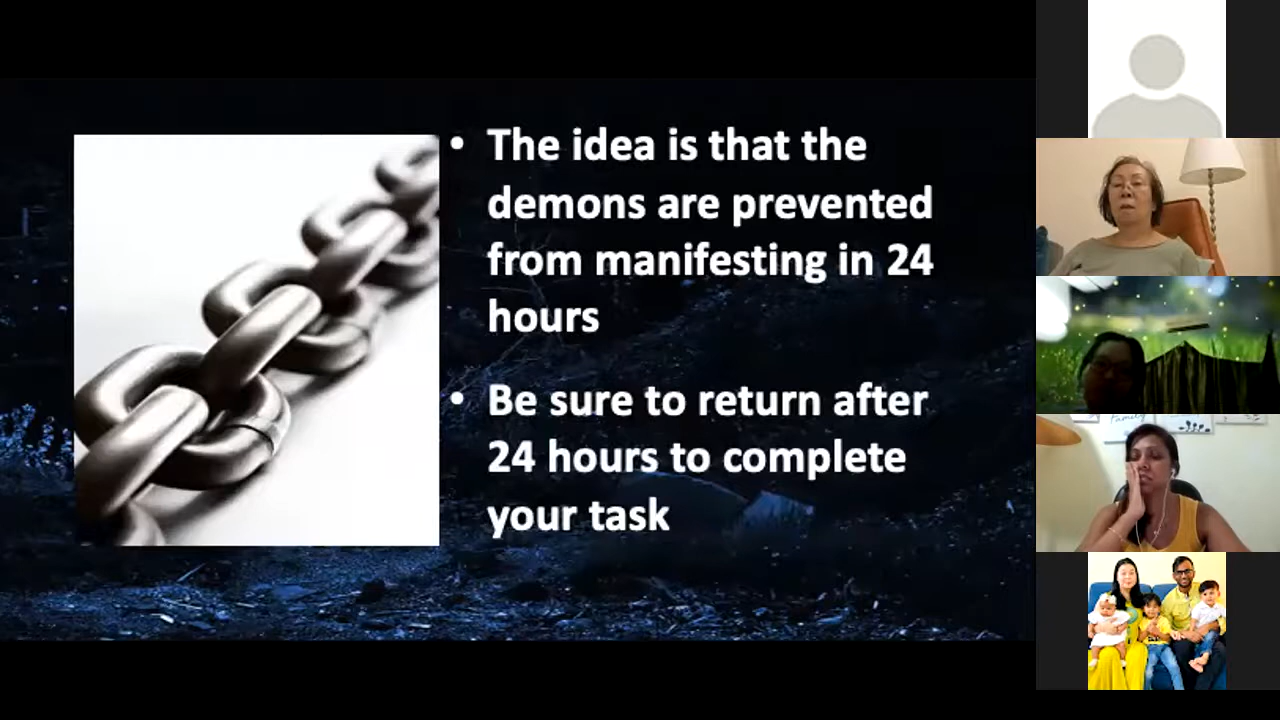 • The idea is that the
demons are prevented
from manifesting in 24
hours
• Be sure to return after
24 hours to complete
your task
Family